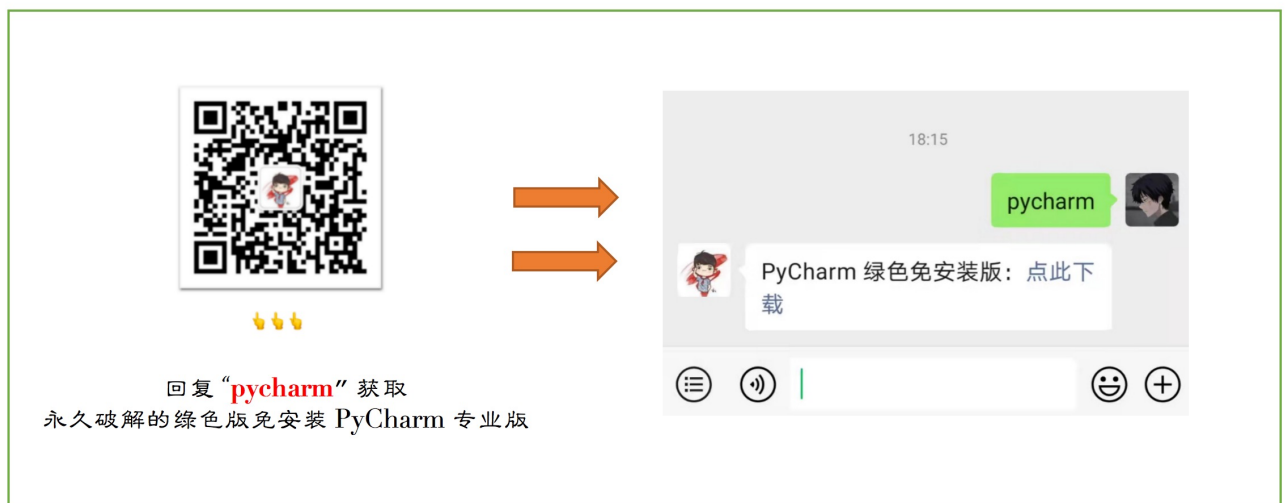 回复 “pycharm” 获取
永久破解的绿色版免安装 PyCharm 专业版
18:15
pycharm
PyCharm 绿色免安装版：点此下
载